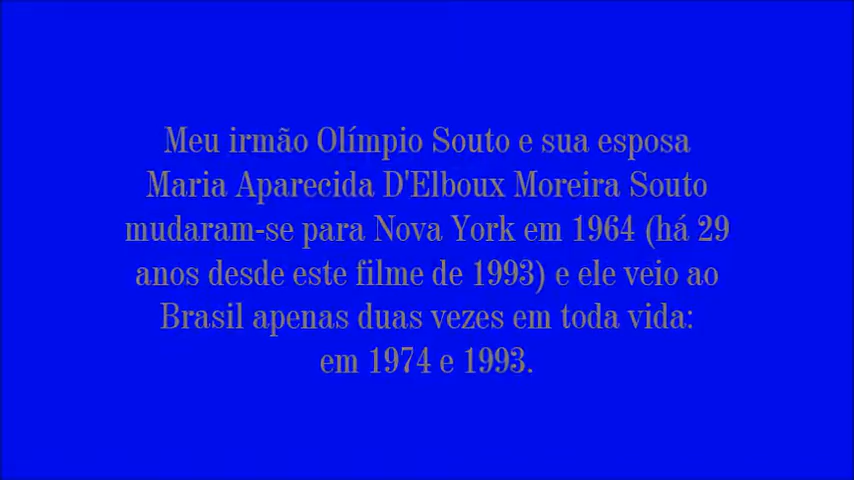 Meu irmão Olímpio Souto e sua esposa
Maria Aparecida D'Elboux Moreira Souto
mudaram-se para Nova York em 1964 (há 29
anos desde este filme de 1993) e ele veio ao
Brasil apenas duas vezes em toda vida:
em 1974 e 1993.